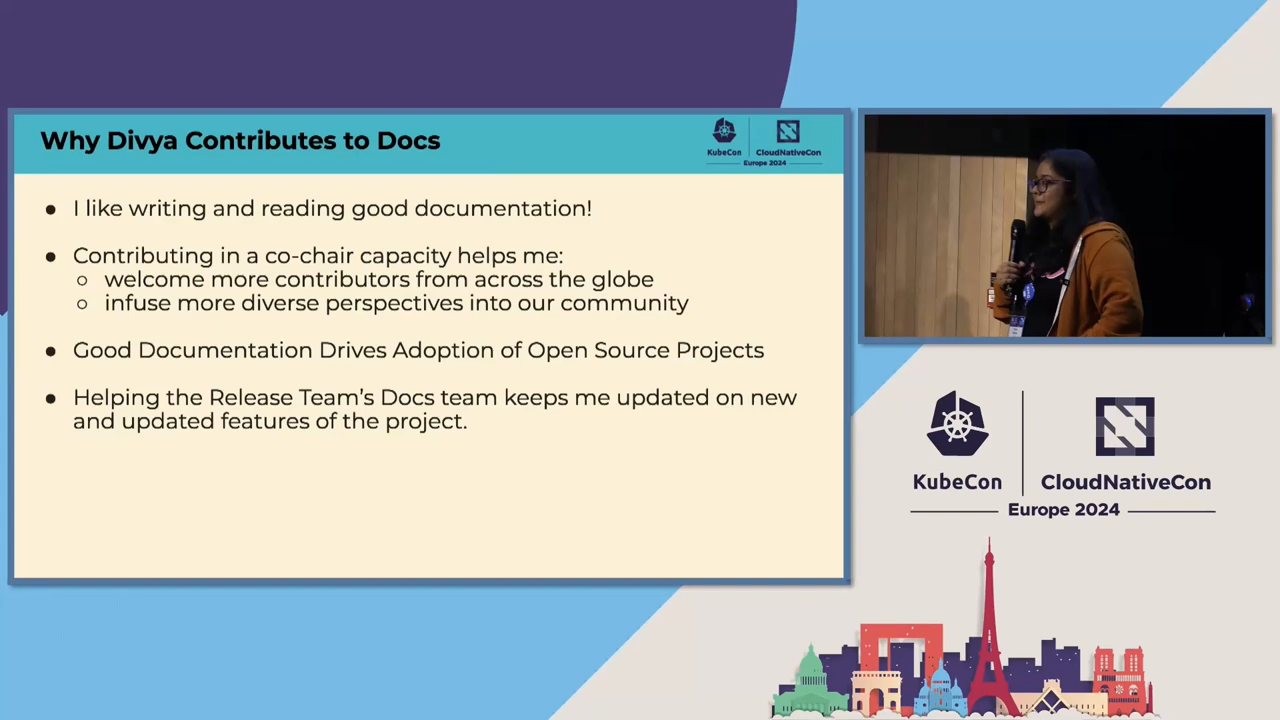 Why Divya Contributes to Docs
KubeCon
CloudNativeCon
Europe 2024
● I like writing and reading good documentation!
● Contributing in a co-chair capacity helps me:
○ welcome more contributors from across the globe
○ infuse more diverse perspectives into our community
● Good Documentation Drives Adoption of Open Source Projects
● Helping the Release Team’s Docs team keeps me updated on new
and updated features of the project.
KubeCon
CloudNativeCon
Europe 2024